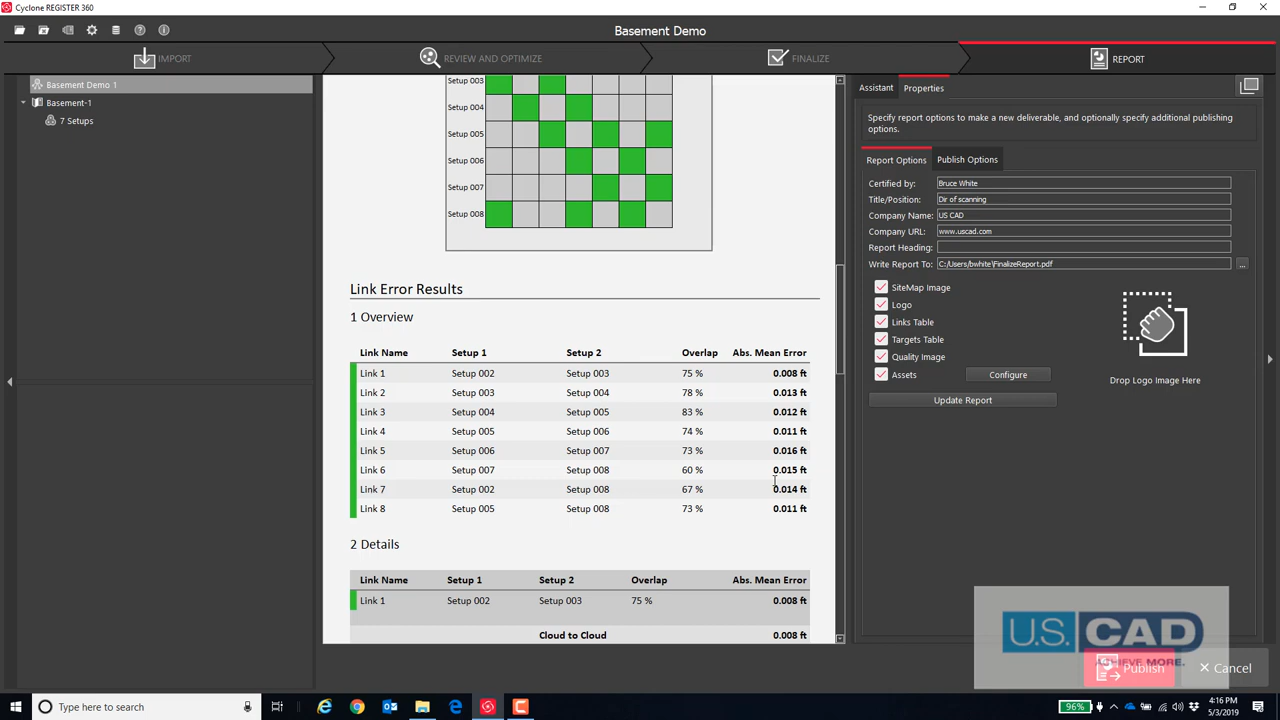 Cyclone REGISTER 360
Basement Demo
IMPORT
REVIEW AND OPTIMIZE
FINALIZE
REPORT
Basement Demo 1
Basement-1
7 Setups
Setup 003
Setup 004
Setup 005
Setup 006
Setup 007
Setup 008
Link Error Results
1 Overview
Link Name Setup 1 Setup 2 Overlap Abs. Mean Error
Link 1 Setup 002 Setup 003 75 % 0.008 ft
Link 2 Setup 003 Setup 004 78 % 0.013 ft
Link 3 Setup 004 Setup 005 83 % 0.012 ft
Link 4 Setup 005 Setup 006 74 % 0.011 ft
Link 5 Setup 006 Setup 007 73 % 0.016 ft
Link 6 Setup 007 Setup 008 60 % 0.015 ft
Link 7 Setup 002 Setup 008 67 % 0.014 ft
Link 8 Setup 005 Setup 008 73 % 0.011 ft
2 Details
Link Name Setup 1 Setup 2 Overlap Abs. Mean Error
Link 1 Setup 002 Setup 003 75 % 0.008 ft
Cloud to Cloud 0.008 ft
Assistant Properties
Specify report options to make a new deliverable, and optionally specify additional publishing
options.
Report Options Publish Options
Certified by: Bruce White
Title/Position: Dir of scanning
Company Name: US CAD
Company URL: www.uscad.com
Report Heading:
Write Report To: C:/Users/bwhite\FinalizeReport.pdf ...
SiteMap Image
Logo
Links Table
Targets Table
Quality Image
Assets Configure
Drop Logo Image Here
Update Report
U.S. CAD
ACHIEVE MORE.
Publish
Cancel
Type here to search
96%
4:16 PM
5/3/2019